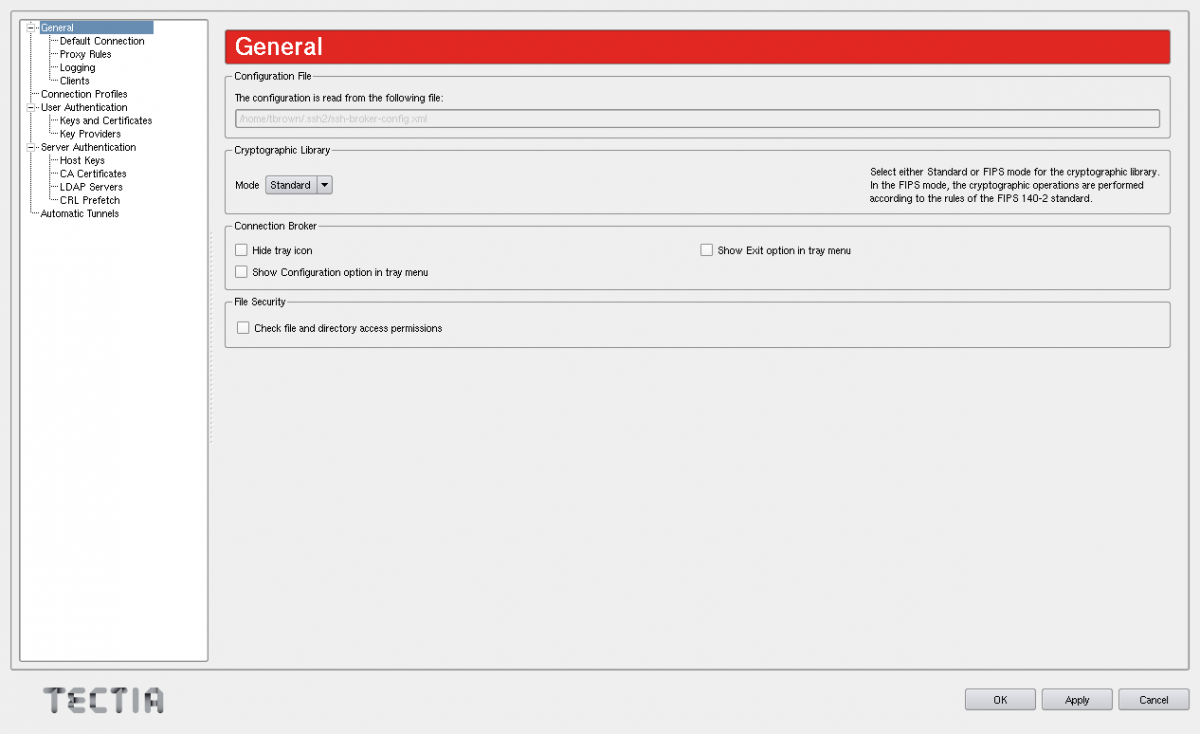 General
Default Connection
Proxy Rules
Logging
Clients
Connection Profiles
User Authentication
Keys and Certificates
Key Providers
Server Authentication
Host Keys
CA Certificates
LDAP Servers
CRL Prefetch
Automatic Tunnels
General
Configuration File
The configuration is read from the following file:
/home/tbrown/.ssh2/ssh-broker-config.xml
Cryptographic Library
Mode Standard
Select either Standard or FIPS mode for the cryptographic library.
In the FIPS mode, the cryptographic operations are performed
according to the rules of the FIPS 140-2 standard.
Connection Broker
Hide tray icon
Show Exit option in tray menu
Show Configuration option in tray menu
File Security
Check file and directory access permissions
TECTIA
OK Apply Cancel